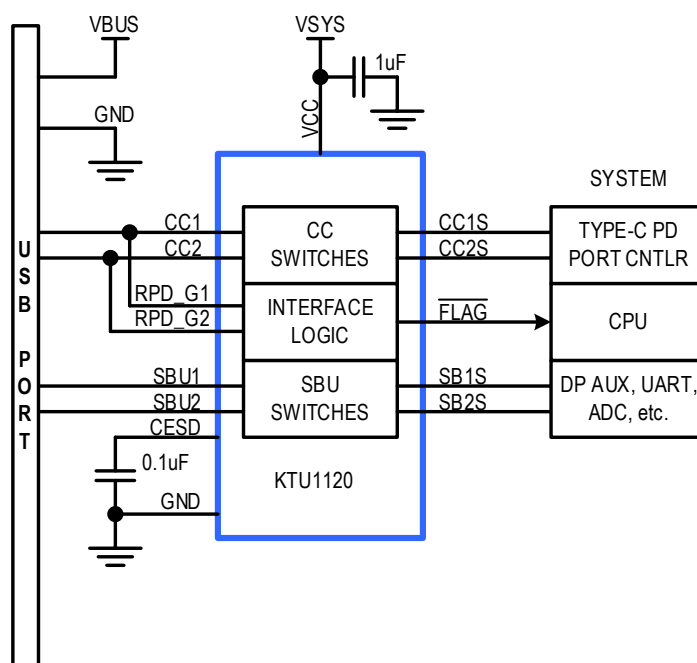 VBUS
VSYS
1uF
GND
VCC
SYSTEM
USB PORT
CC1
CC2
CC
SWITCHES
CC1S
CC2S
TYPE-C PD
PORT CNTLR
RPD_G1
RPD_G2
INTERFACE
LOGIC
FLAG
CPU
SBU1
SBU2
SBU
SWITCHES
SB1S
SB2S
DP AUX, UART,
ADC, etc.
CESD
0.1uF
KTU1120
GND